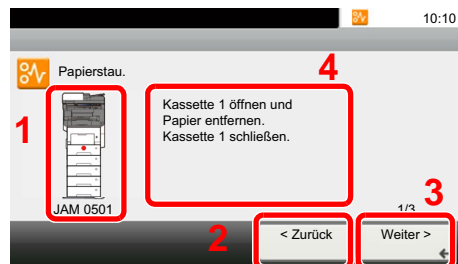 10:10
Papierstau.
4
1
Kassette 1 öffnen und
Papier entfernen.
Kassette 1 schließen.
JAM 0501
1/3
3
2
< Zurück
Weiter >